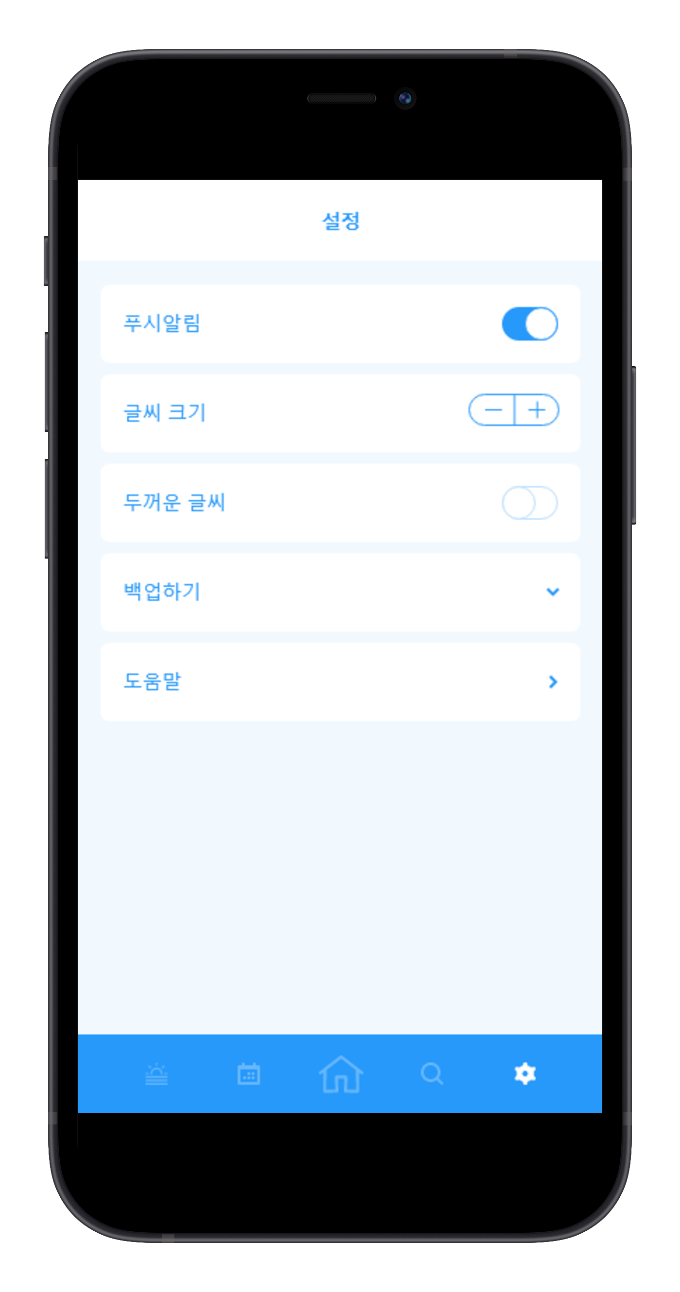 설정
푸시알림
글씨 크기
두꺼운 글씨
백업하기
도움말